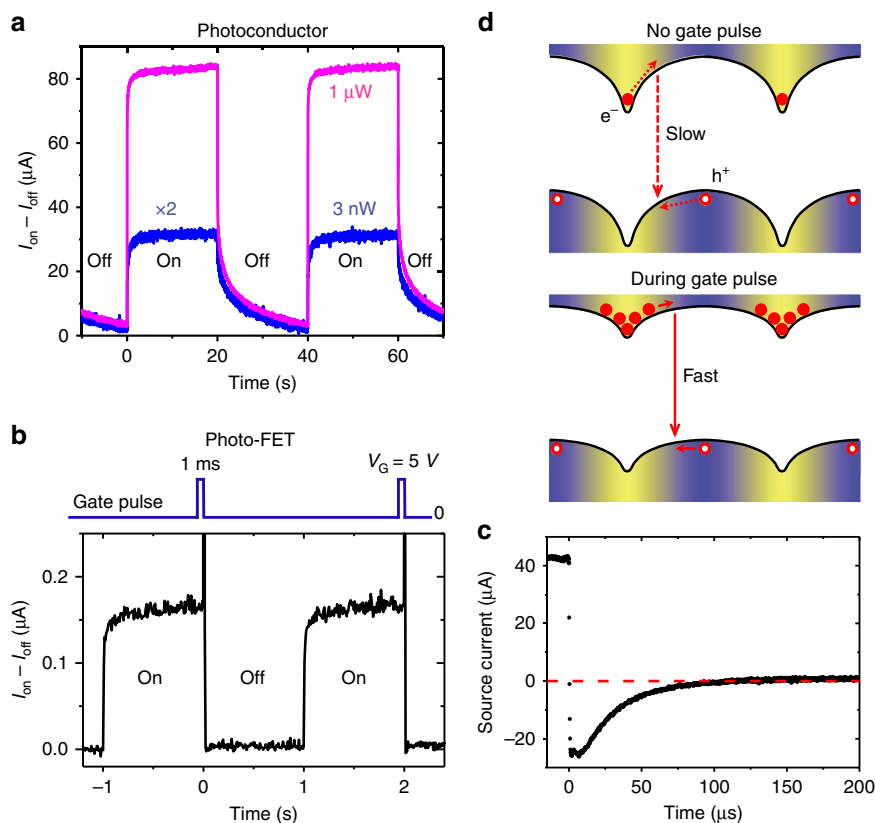 a
Photoconductor
80
60
40
20
0
I_on – I_off (μA)
1 μW
×2
3 nW
Off
On
Off
On
Off
0
20
40
60
Time (s)
b
Photo-FET
1 ms
V_G = 5 V
Gate pulse
0
0.2
0.1
0.0
I_on – I_off (μA)
On
Off
On
–1
0
1
2
Time (s)
d
No gate pulse
e⁻
Slow
h⁺
During gate pulse
Fast
c
40
20
0
–20
Source current (μA)
0
50
100
150
200
Time (μs)